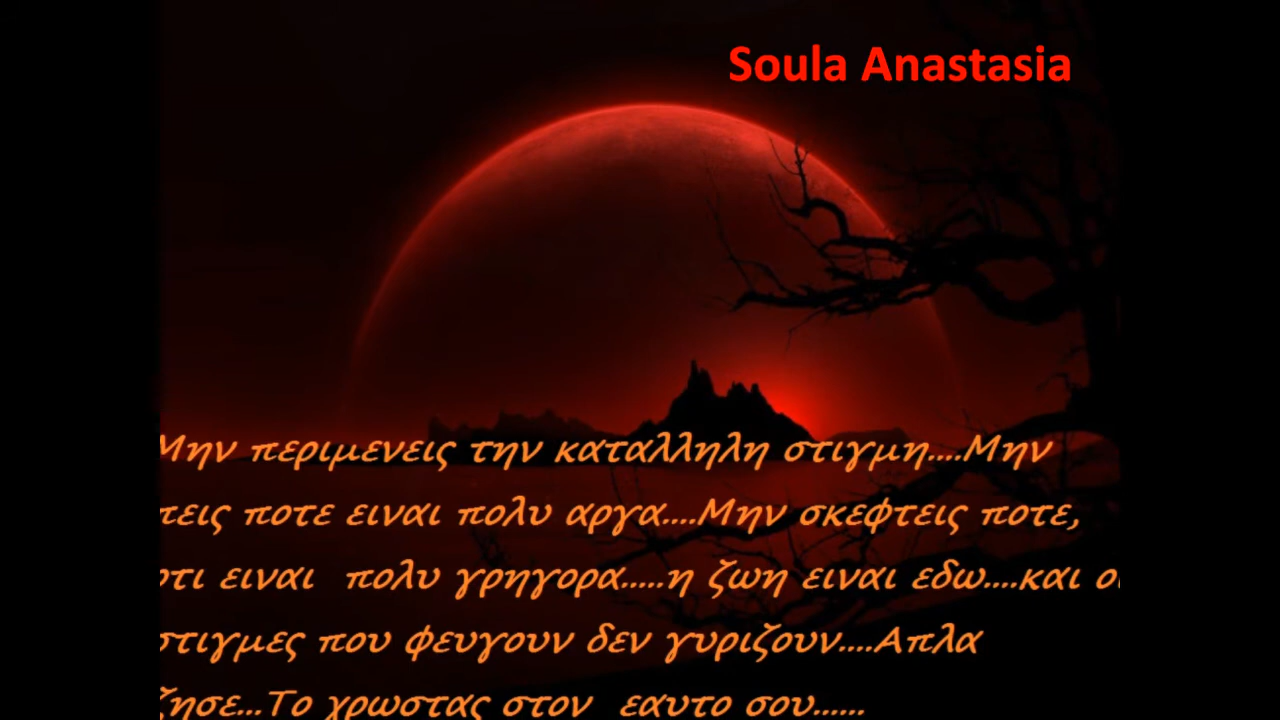 Soula Anastasia
Μην περιμενεις την καταλληλη στιγμη....Μην
πεις ποτε ειναι πολυ αργα....Μην σκεφτεις ποτε,
οτι ειναι πολυ γρηγορα.....η ζωη ειναι εδω....και οι
στιγμες που φευγουν δεν γυριζουν....Απλα
ζησε...Το χρωστας στον εαυτο σου......